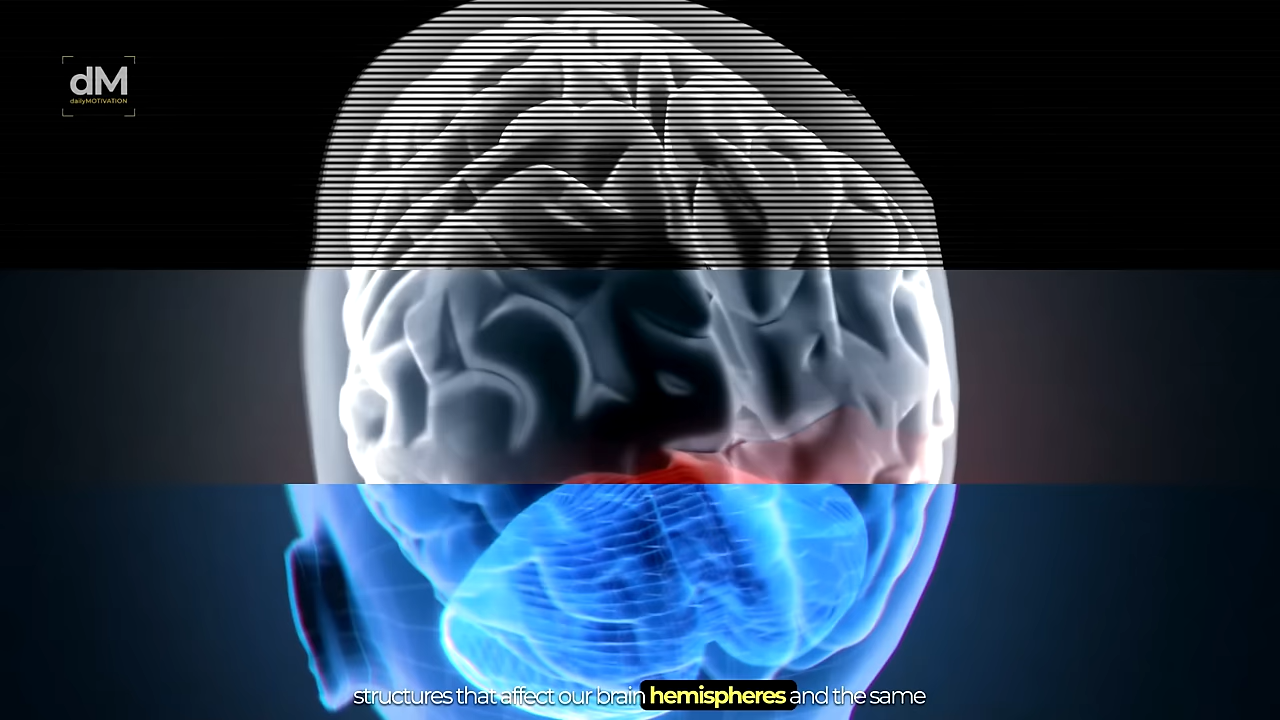 dM
dailyMOTIVATION
structures that affect our brain hemispheres and the same